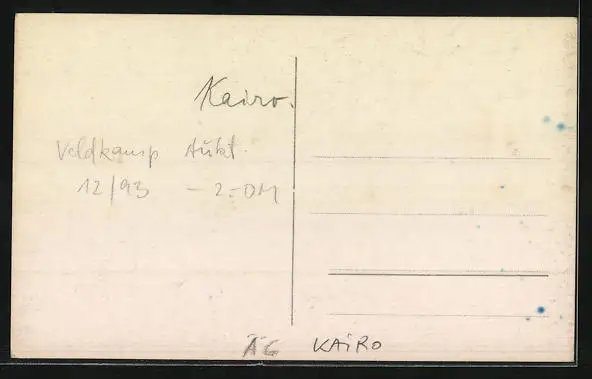 Kairo.
Veldkamp Aukt.
12/93 - 2.-DM
ÄG KAiRO